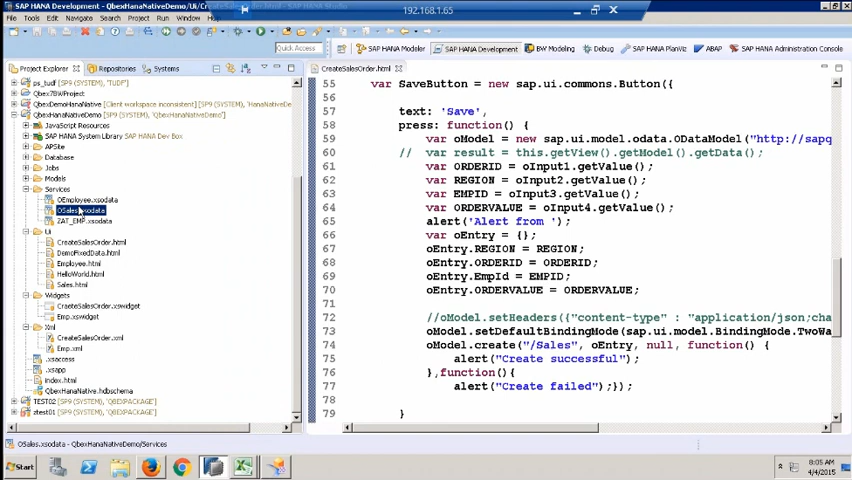 SAP HANA Development - QbexHanaNativeDemo/Ui/Cr
192.168.1.65
SAP HANA Studio
Tools Edit Navigate Search Project Run Window Help
Quick Access
SAP HANA Modeler
SAP HANA Development
BW Modeling
Debug
SAP HANA PlanViz
ABAP
SAP HANA Administration Console
Project Explorer
Repositories
Systems
CreateSalesOrder.html
ps_tudf (SP9 (SYSTEM), 'TUDF')
Qbex7BWProject
QbexDemoHanaNative [Client workspace inconsistent]
QbexHanaNativeDemo (SP9 (SYSTEM), 'QbexHanaNativeDemo')
JavaScript Resources
SAP HANA System Library (SAP HANA Dev Box)
APSite
Database
Jobs
Models
Services
OEmployee.xsodata
OSales.xsodata
ZAT_EMP.xsodata
Ui
CreateSalesOrder.html
DemoFixedData.html
Employee.html
HelloWorld.html
Sales.html
Widgets
CraeteSalesOrder.xswidget
Emp.xswidget
Xml
CreateSalesOrder.xml
Emp.xml
.xsaccess
.xsapp
index.html
QbexHanaNative.hdbschema
TEST02 (SP9 (SYSTEM), 'QBEXPACKAGE')
ztest01 (SP9 (SYSTEM), 'QBEXPACKAGE')
55 var SaveButton = new sap.ui.commons.Button({
56
57 text: 'Save',
58 press: function() {
59 var oModel = new sap.ui.model.odata.ODataModel("http://sapq
60 // var result = this.getView().getModel().getData();
61 var ORDERID = oInput1.getValue();
62 var REGION = oInput2.getValue();
63 var EMPID = oInput3.getValue();
64 var ORDERVALUE = oInput4.getValue();
65 alert('Alert from ');
66 var oEntry = {};
67 oEntry.REGION = REGION;
68 oEntry.ORDERID = ORDERID;
69 oEntry.EmpId = EMPID;
70 oEntry.ORDERVALUE = ORDERVALUE;
71
72 //oModel.setHeaders({"content-type" : "application/json;cha
73 oModel.setDefaultBindingMode(sap.ui.model.BindingMode.TwoWa
74 oModel.create("/Sales", oEntry, null, function() {
75 alert("Create successful");
76 },function(){
77 alert("Create failed");});
78
79 }
OSales.xsodata - QbexHanaNativeDemo/Services
Start
8:05 AM
4/4/2015